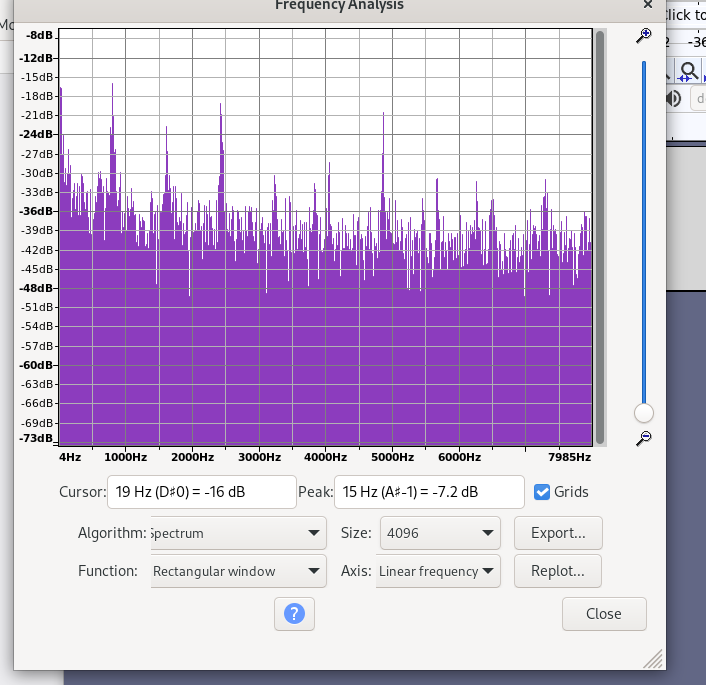 Frequency Analysis
×
Click to
-36
-8dB
-12dB
-15dB
-18dB
-21dB
-24dB
-27dB
-30dB
-33dB
-36dB
-39dB
-42dB
-45dB
-48dB
-51dB
-54dB
-57dB
-60dB
-63dB
-66dB
-69dB
-73dB
4Hz 1000Hz 2000Hz 3000Hz 4000Hz 5000Hz 6000Hz 7985Hz
Cursor: 19 Hz (D♯0) = -16 dB Peak: 15 Hz (A♯-1) = -7.2 dB Grids
Algorithm: Spectrum Size: 4096 Export...
Function: Rectangular window Axis: Linear frequency Replot...
? Close